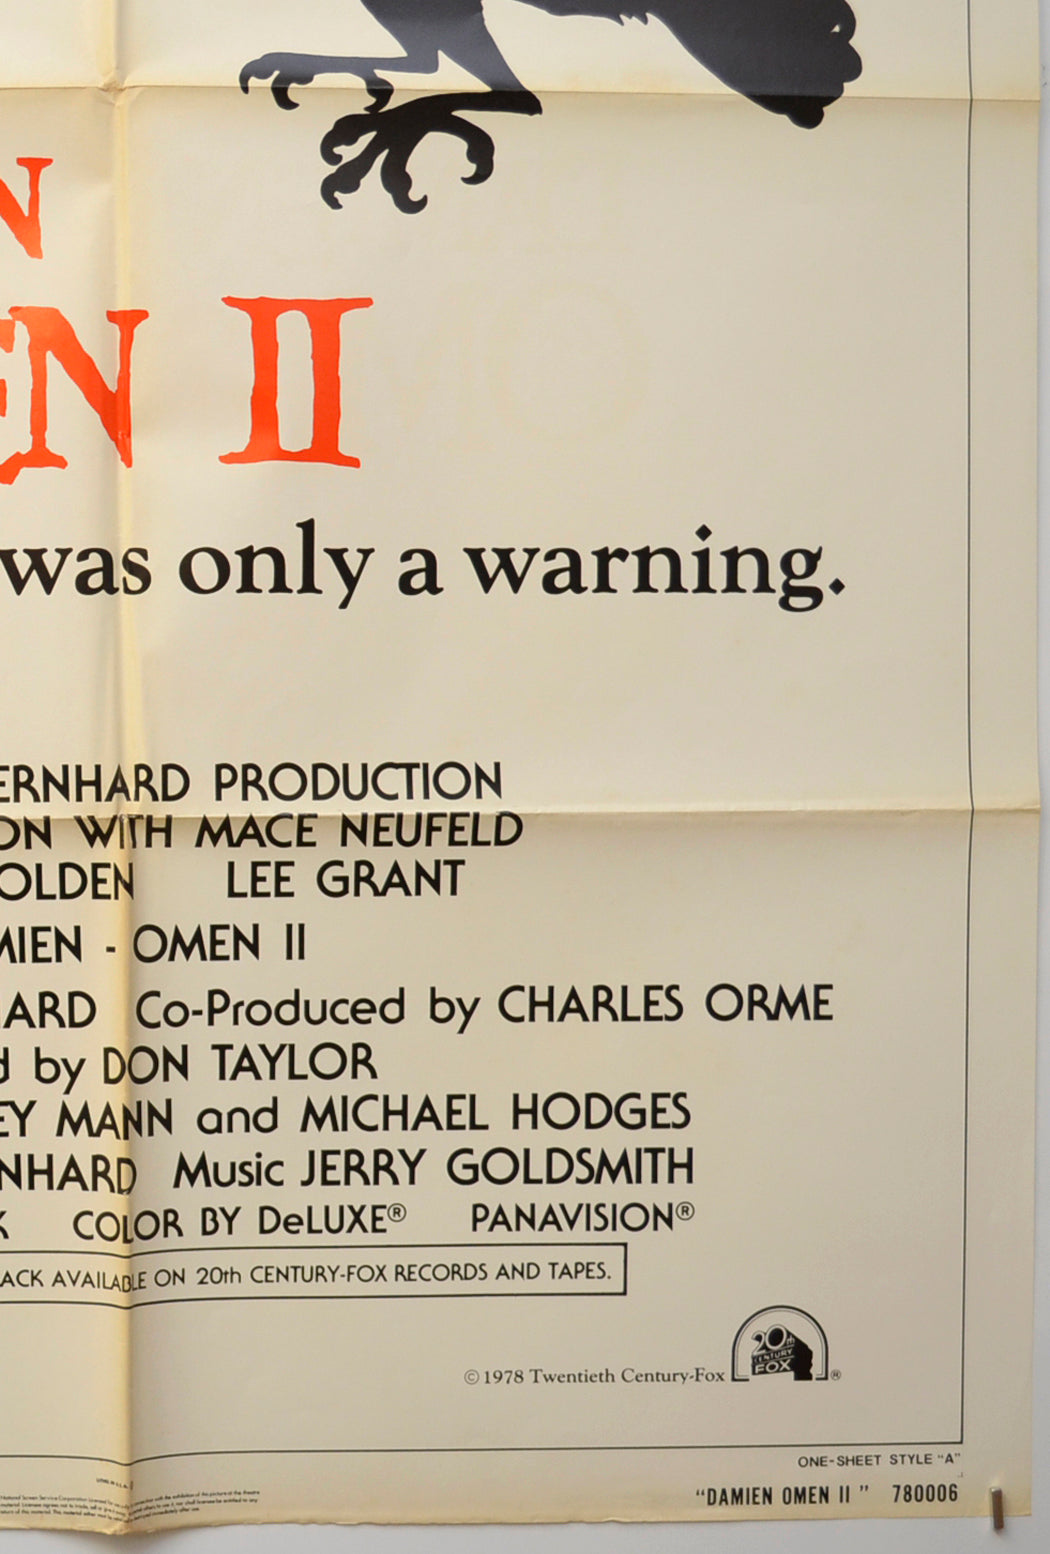 N
EN II
was only a warning.
ERNHARD PRODUCTION
ON WITH MACE NEUFELD
OLDEN LEE GRANT
MIEN - OMEN II
ARD Co-Produced by CHARLES ORME
d by DON TAYLOR
EY MANN and MICHAEL HODGES
NHARD Music JERRY GOLDSMITH
K COLOR BY DeLUXE® PANAVISION®
ACK AVAILABLE ON 20th CENTURY-FOX RECORDS AND TAPES.
20th
CENTURY
FOX
©1978 Twentieth Century-Fox ®
ONE-SHEET STYLE "A"
"DAMIEN OMEN II" 780006